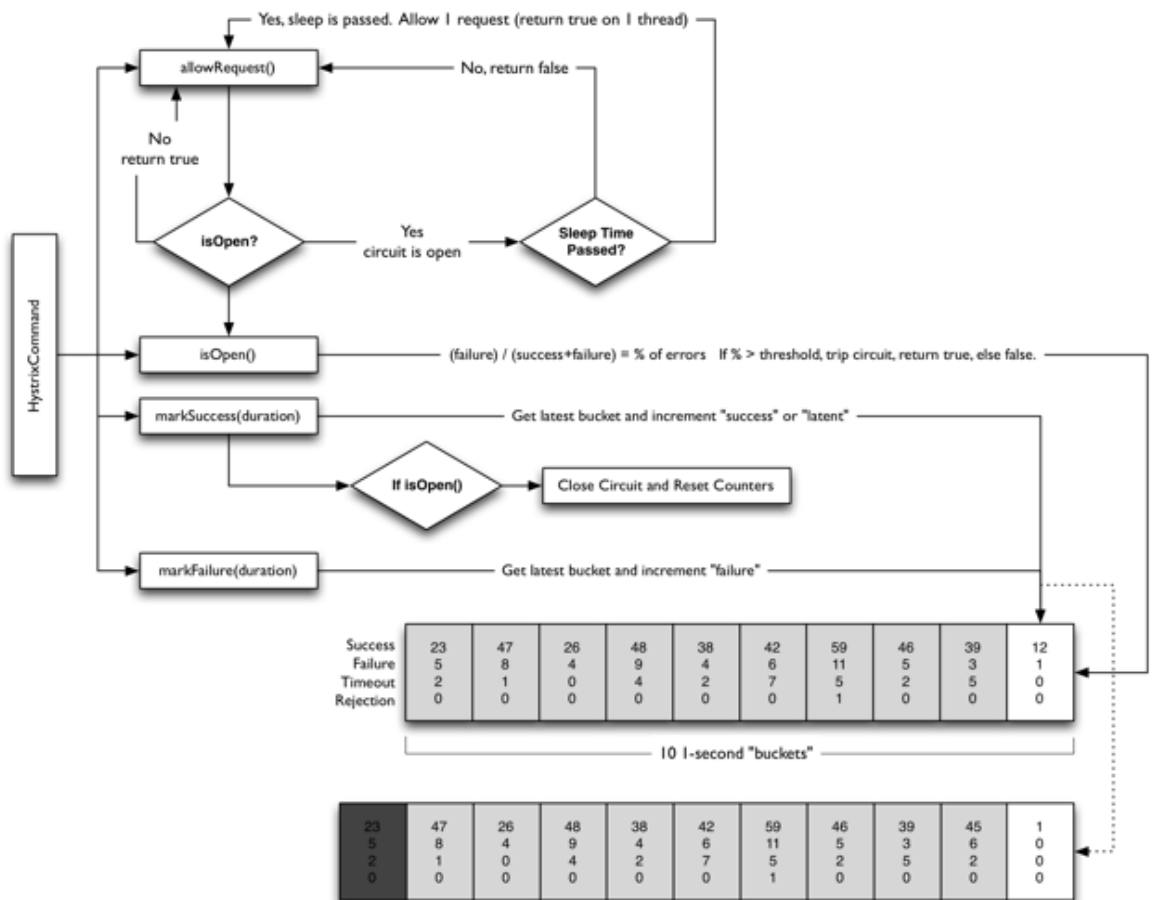 Yes, sleep is passed. Allow 1 request (return true on 1 thread)
allowRequest()
No, return false
No
return true
isOpen?
Yes
circuit is open
Sleep Time
Passed?
HystrixCommand
isOpen()
(failure) / (success+failure) = % of errors If % > threshold, trip circuit, return true, else false.
markSuccess(duration)
Get latest bucket and increment "success" or "latent"
If isOpen()
Close Circuit and Reset Counters
markFailure(duration)
Get latest bucket and increment "failure"
Success 23 47 26 48 38 42 59 46 39 12
Failure 5 8 4 9 4 6 11 5 3 1
Timeout 2 1 0 4 2 7 5 2 5 0
Rejection 0 0 0 0 0 0 1 0 0 0
10 1-second "buckets"
23 47 26 48 38 42 59 46 39 45 1
5 8 4 9 4 6 11 5 3 6 0
2 1 0 4 2 7 5 2 5 2 0
0 0 0 0 0 0 1 0 0 0 0